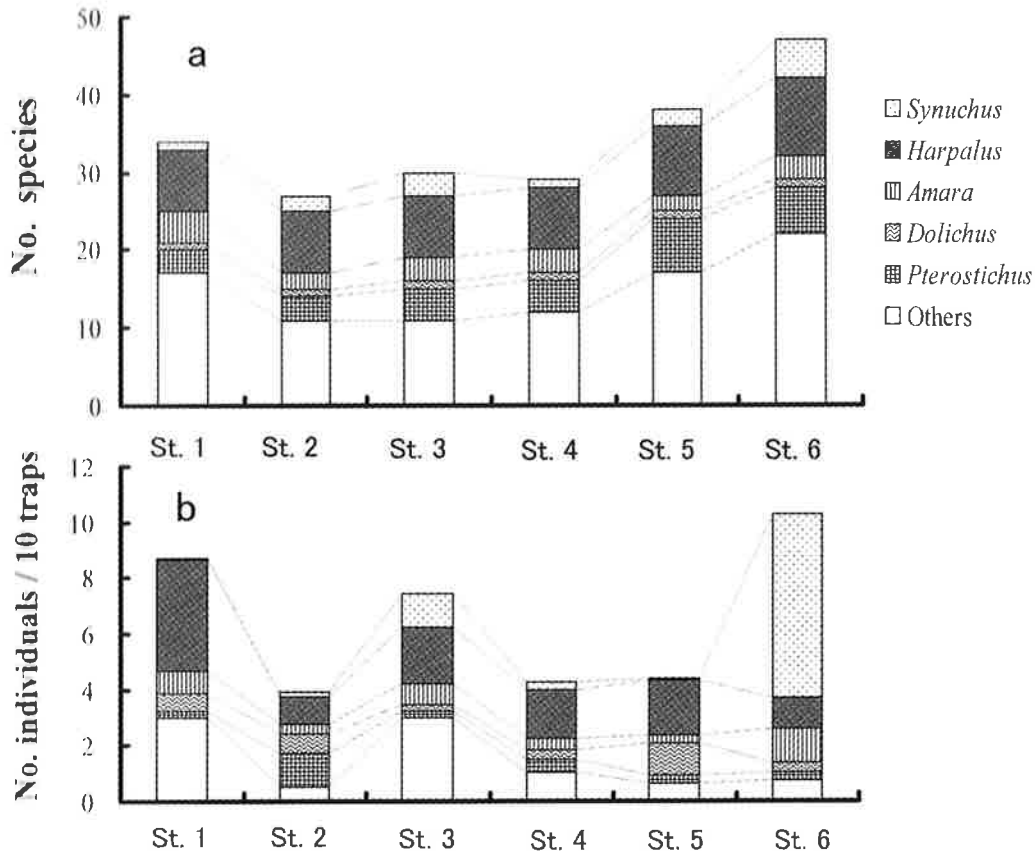 50
a
40
30
20
10
0
No. species
Synuchus
Harpalus
Amara
Dolichus
Pterostichus
Others
St. 1 St. 2 St. 3 St. 4 St. 5 St. 6
12
b
10
8
6
4
2
0
No. individuals / 10 traps
St. 1 St. 2 St. 3 St. 4 St. 5 St. 6